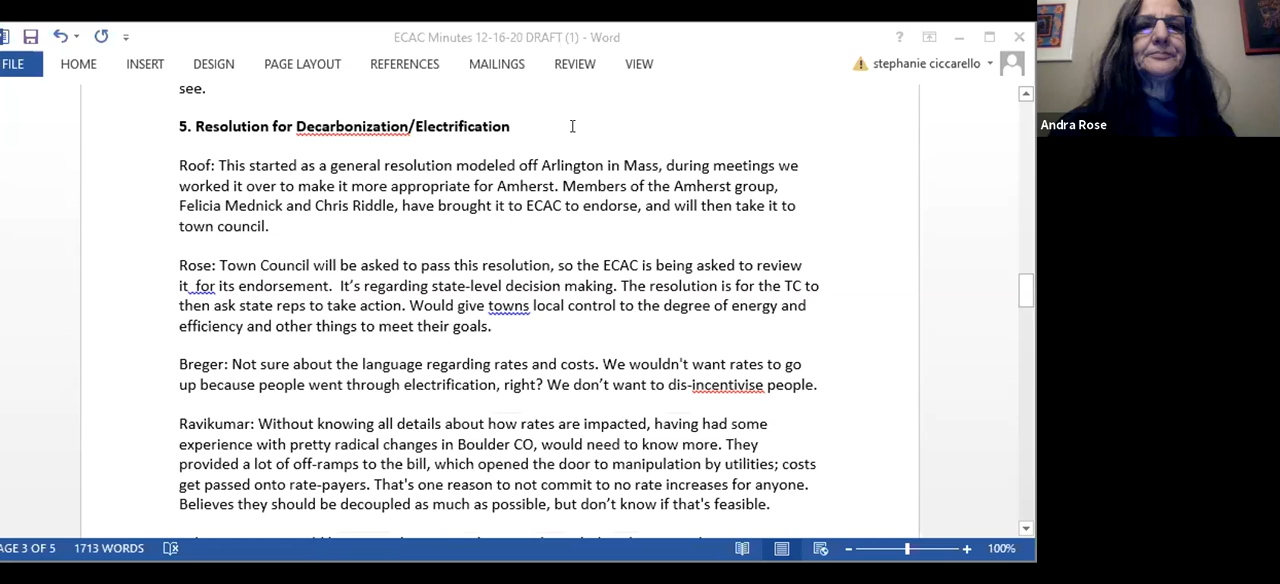 ECAC Minutes 12-16-20 DRAFT (1) - Word
?
FILE HOME INSERT DESIGN PAGE LAYOUT REFERENCES MAILINGS REVIEW VIEW stephanie ciccarello
Andra Rose
see.
5. Resolution for Decarbonization/Electrification
Roof: This started as a general resolution modeled off Arlington in Mass, during meetings we
worked it over to make it more appropriate for Amherst. Members of the Amherst group,
Felicia Mednick and Chris Riddle, have brought it to ECAC to endorse, and will then take it to
town council.
Rose: Town Council will be asked to pass this resolution, so the ECAC is being asked to review
it for its endorsement. It’s regarding state-level decision making. The resolution is for the TC to
then ask state reps to take action. Would give towns local control to the degree of energy and
efficiency and other things to meet their goals.
Breger: Not sure about the language regarding rates and costs. We wouldn't want rates to go
up because people went through electrification, right? We don’t want to dis-incentivise people.
Ravikumar: Without knowing all details about how rates are impacted, having had some
experience with pretty radical changes in Boulder CO, would need to know more. They
provided a lot of off-ramps to the bill, which opened the door to manipulation by utilities; costs
get passed onto rate-payers. That's one reason to not commit to no rate increases for anyone.
Believes they should be decoupled as much as possible, but don’t know if that's feasible.
AGE 3 OF 5 1713 WORDS 100%